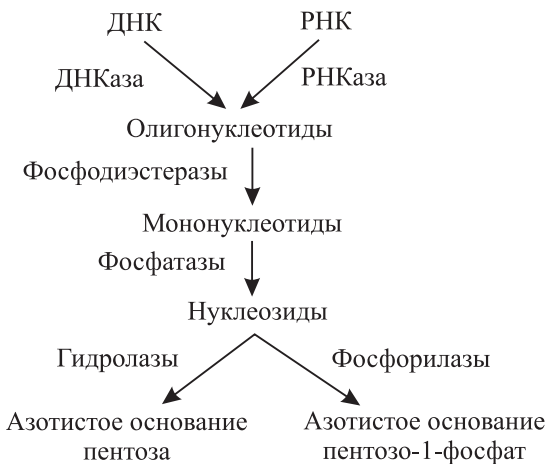 ДНК РНК
ДНКаза РНКаза
Олигонуклеотиды
Фосфодиэстеразы
Мононуклеотиды
Фосфатазы
Нуклеозиды
Гидролазы Фосфорилазы
Азотистое основание Азотистое основание
пентоза пентозо-1-фосфат